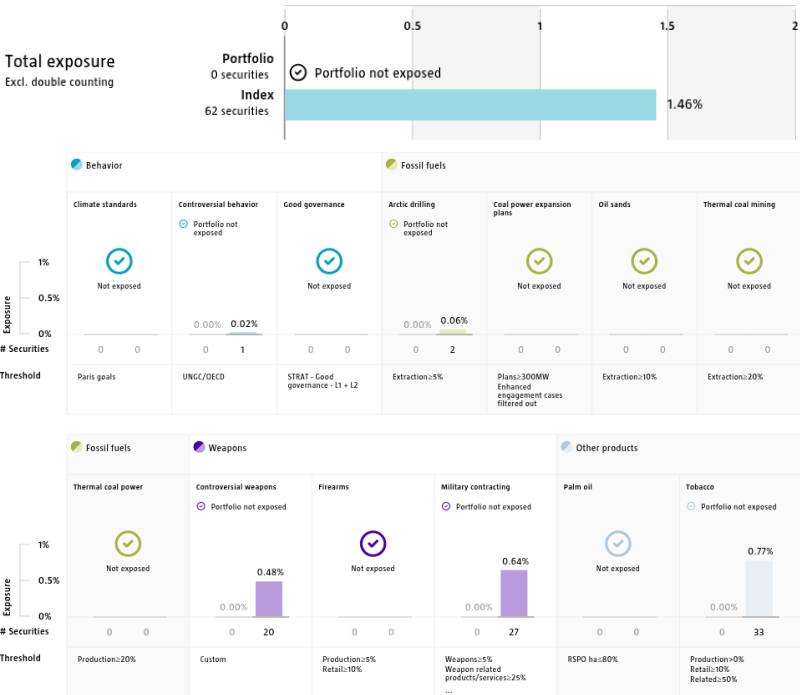 0 0.5 1 1.5 2
Total exposure
Excl. double counting
Portfolio
0 securities
Portfolio not exposed
Index
62 securities
1.46%
Behavior
Fossil fuels
Climate standards
Controversial behavior
Good governance
Arctic drilling
Coal power expansion
plans
Oil sands
Thermal coal mining
Portfolio not
exposed
Portfolio not
exposed
Not exposed
Not exposed
Not exposed
Not exposed
Not exposed
Exposure
1%
0.5%
0%
0.00% 0.02%
0.00% 0.06%
# Securities
0 0 0 1 0 0 0 2 0 0 0 0 0 0
Threshold
Paris goals
UNGC/OECD
STRAT - Good
governance - L1 + L2
Extraction≥5%
Plans≥300MW
Enhanced
engagement cases
filtered out
Extraction≥10%
Extraction≥20%
Fossil fuels
Weapons
Other products
Thermal coal power
Controversial weapons
Firearms
Military contracting
Palm oil
Tobacco
Portfolio not exposed
Portfolio not exposed
Portfolio not exposed
Not exposed
Not exposed
Not exposed
Exposure
1%
0.5%
0%
0.00% 0.48%
0.00% 0.64%
0.00% 0.77%
# Securities
0 0 0 20 0 0 0 27 0 0 0 33
Threshold
Production≥20%
Custom
Production≥5%
Retail≥10%
Weapons≥5%
Weapon related
products/services≥25%
...
RSPO ha≤80%
Production>0%
Retail≥10%
Related≥50%